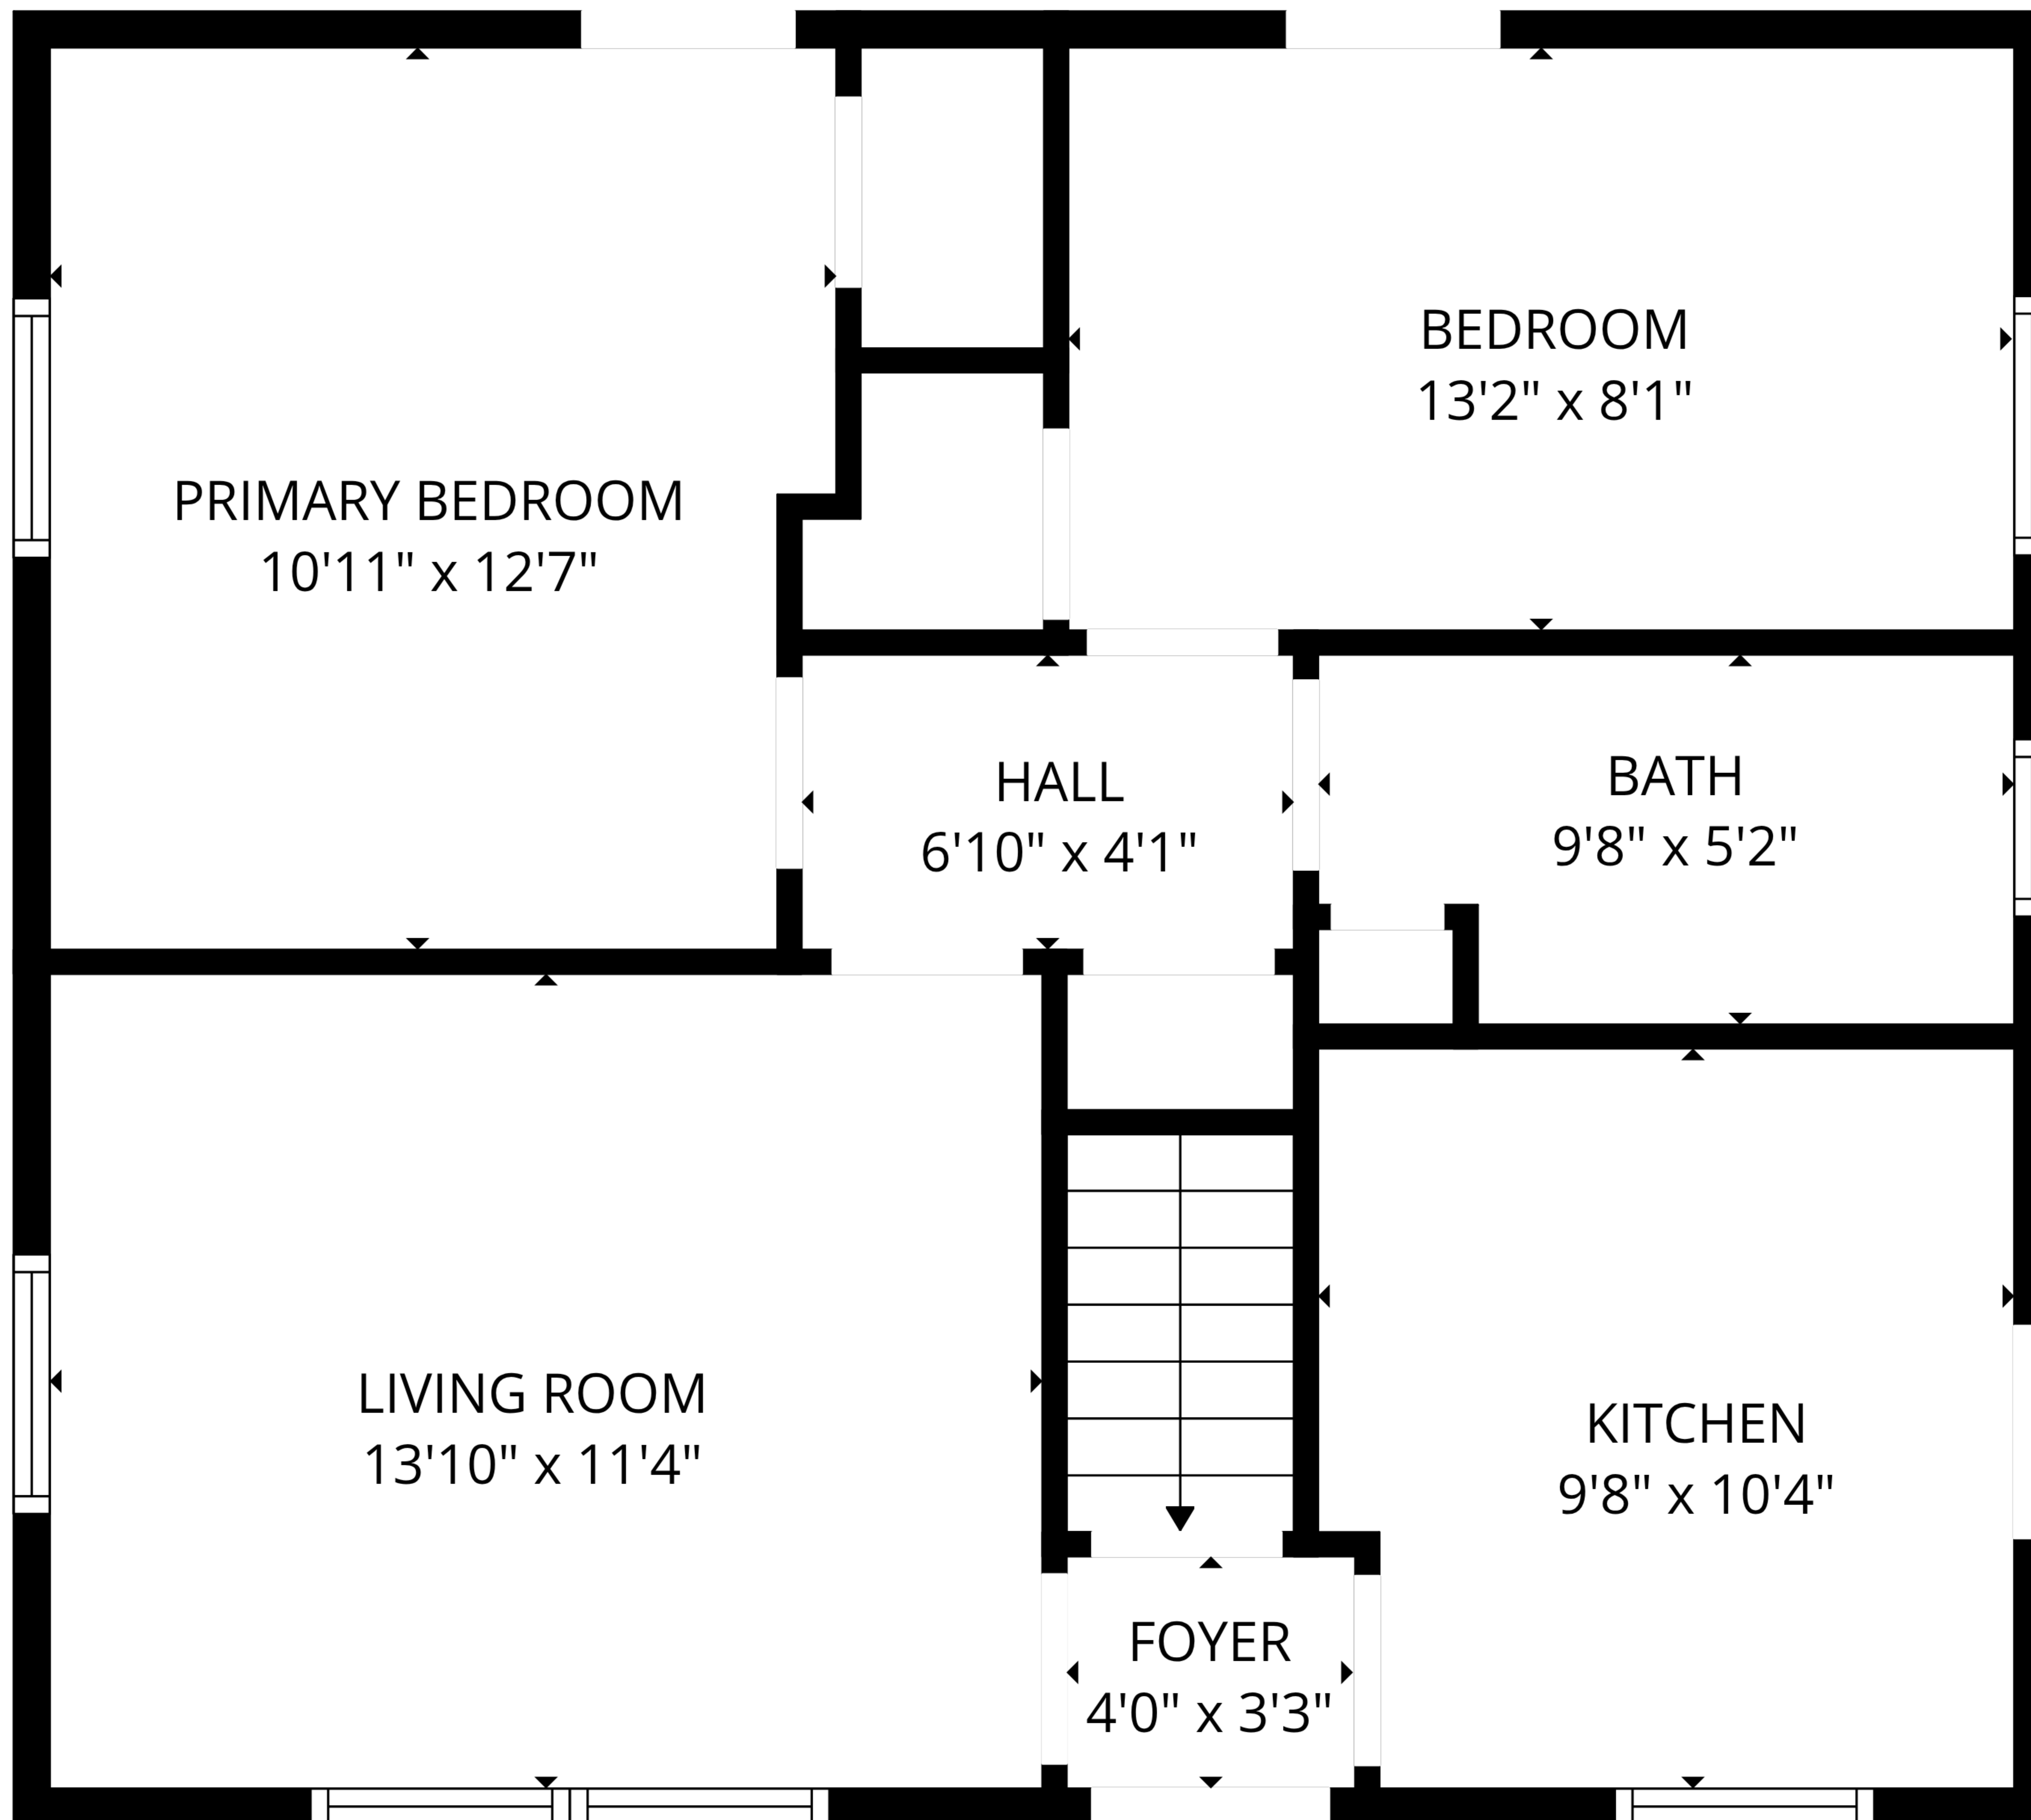 BEDROOM
13'2" x 8'1"
PRIMARY BEDROOM
10'11" x 12'7"
HALL
6'10" x 4'1"
BATH
9'8" x 5'2"
LIVING ROOM
13'10" x 11'4"
KITCHEN
9'8" x 10'4"
FOYER
4'0" x 3'3"